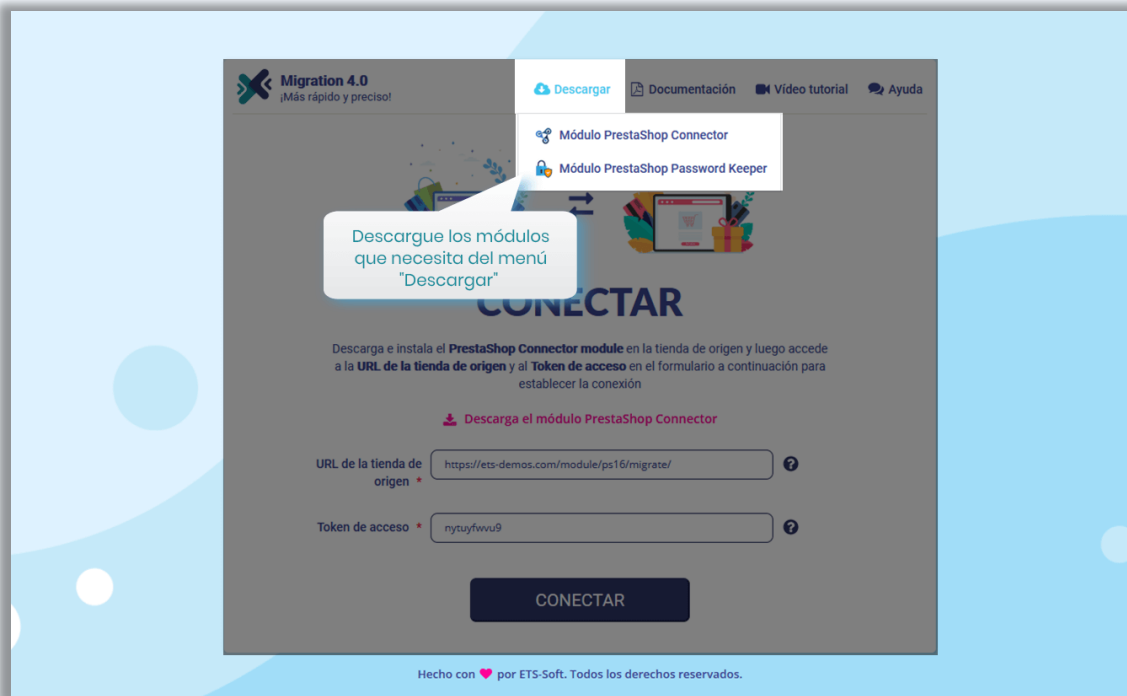 Migration 4.0
¡Más rápido y preciso!
Descargar
Documentación
Vídeo tutorial
Ayuda
Módulo PrestaShop Connector
Módulo PrestaShop Password Keeper
Descargue los módulos
que necesita del menú
"Descargar"
CONECTAR
Descarga e instala el PrestaShop Connector module en la tienda de origen y luego accede
a la URL de la tienda de origen y al Token de acceso en el formulario a continuación para
establecer la conexión
Descarga el módulo PrestaShop Connector
URL de la tienda de
origen *
https://ets-demos.com/module/ps16/migrate/
Token de acceso *
nytuyfwvu9
CONECTAR
Hecho con ❤ por ETS-Soft. Todos los derechos reservados.